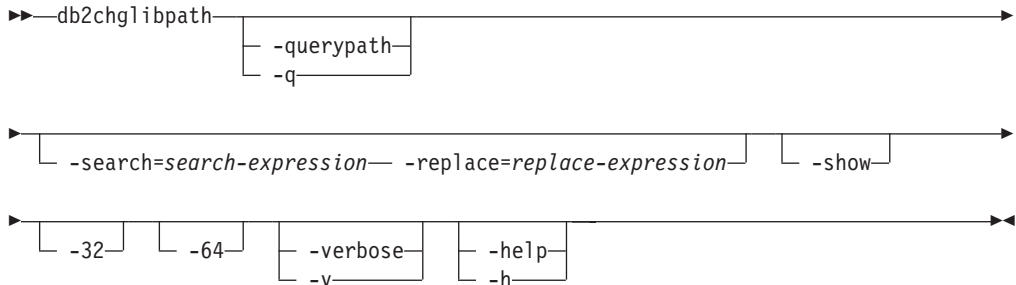 db2chglibpath
-querypath
-q
-search=search-expression -replace=replace-expression -show
-32 -64 -verbose -help
-v -h